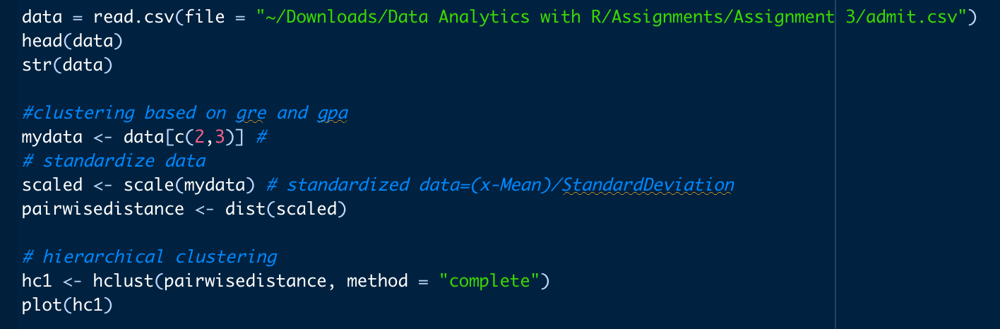 data = read.csv(file = "~/Downloads/Data Analytics with R/Assignments/Assignment 3/admit.csv")
head(data)
str(data)
#clustering based on gre and gpa
mydata <- data[c(2,3)] #
# standardize data
scaled <- scale(mydata) # standardized data=(x-Mean)/StandardDeviation
pairwisedistance <- dist(scaled)
# hierarchical clustering
hc1 <- hclust(pairwisedistance, method = "complete")
plot(hc1)